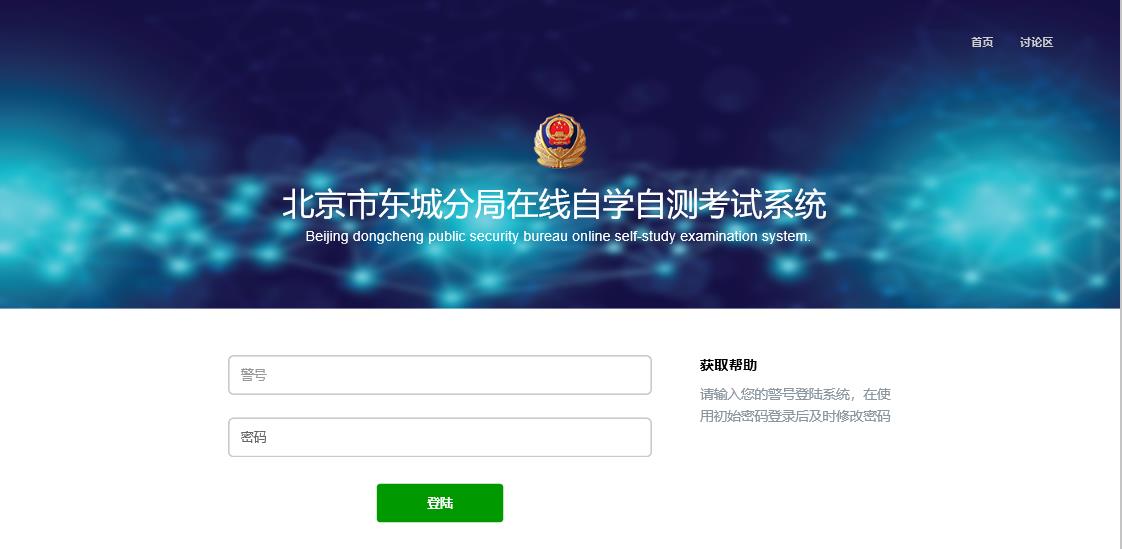 首页
讨论区
北京市东城分局在线自学自测考试系统
Beijing dongcheng public security bureau online self-study examination system.
警号
密码
登陆
获取帮助
请输入您的警号登陆系统，在使
用初始密码登录后及时修改密码